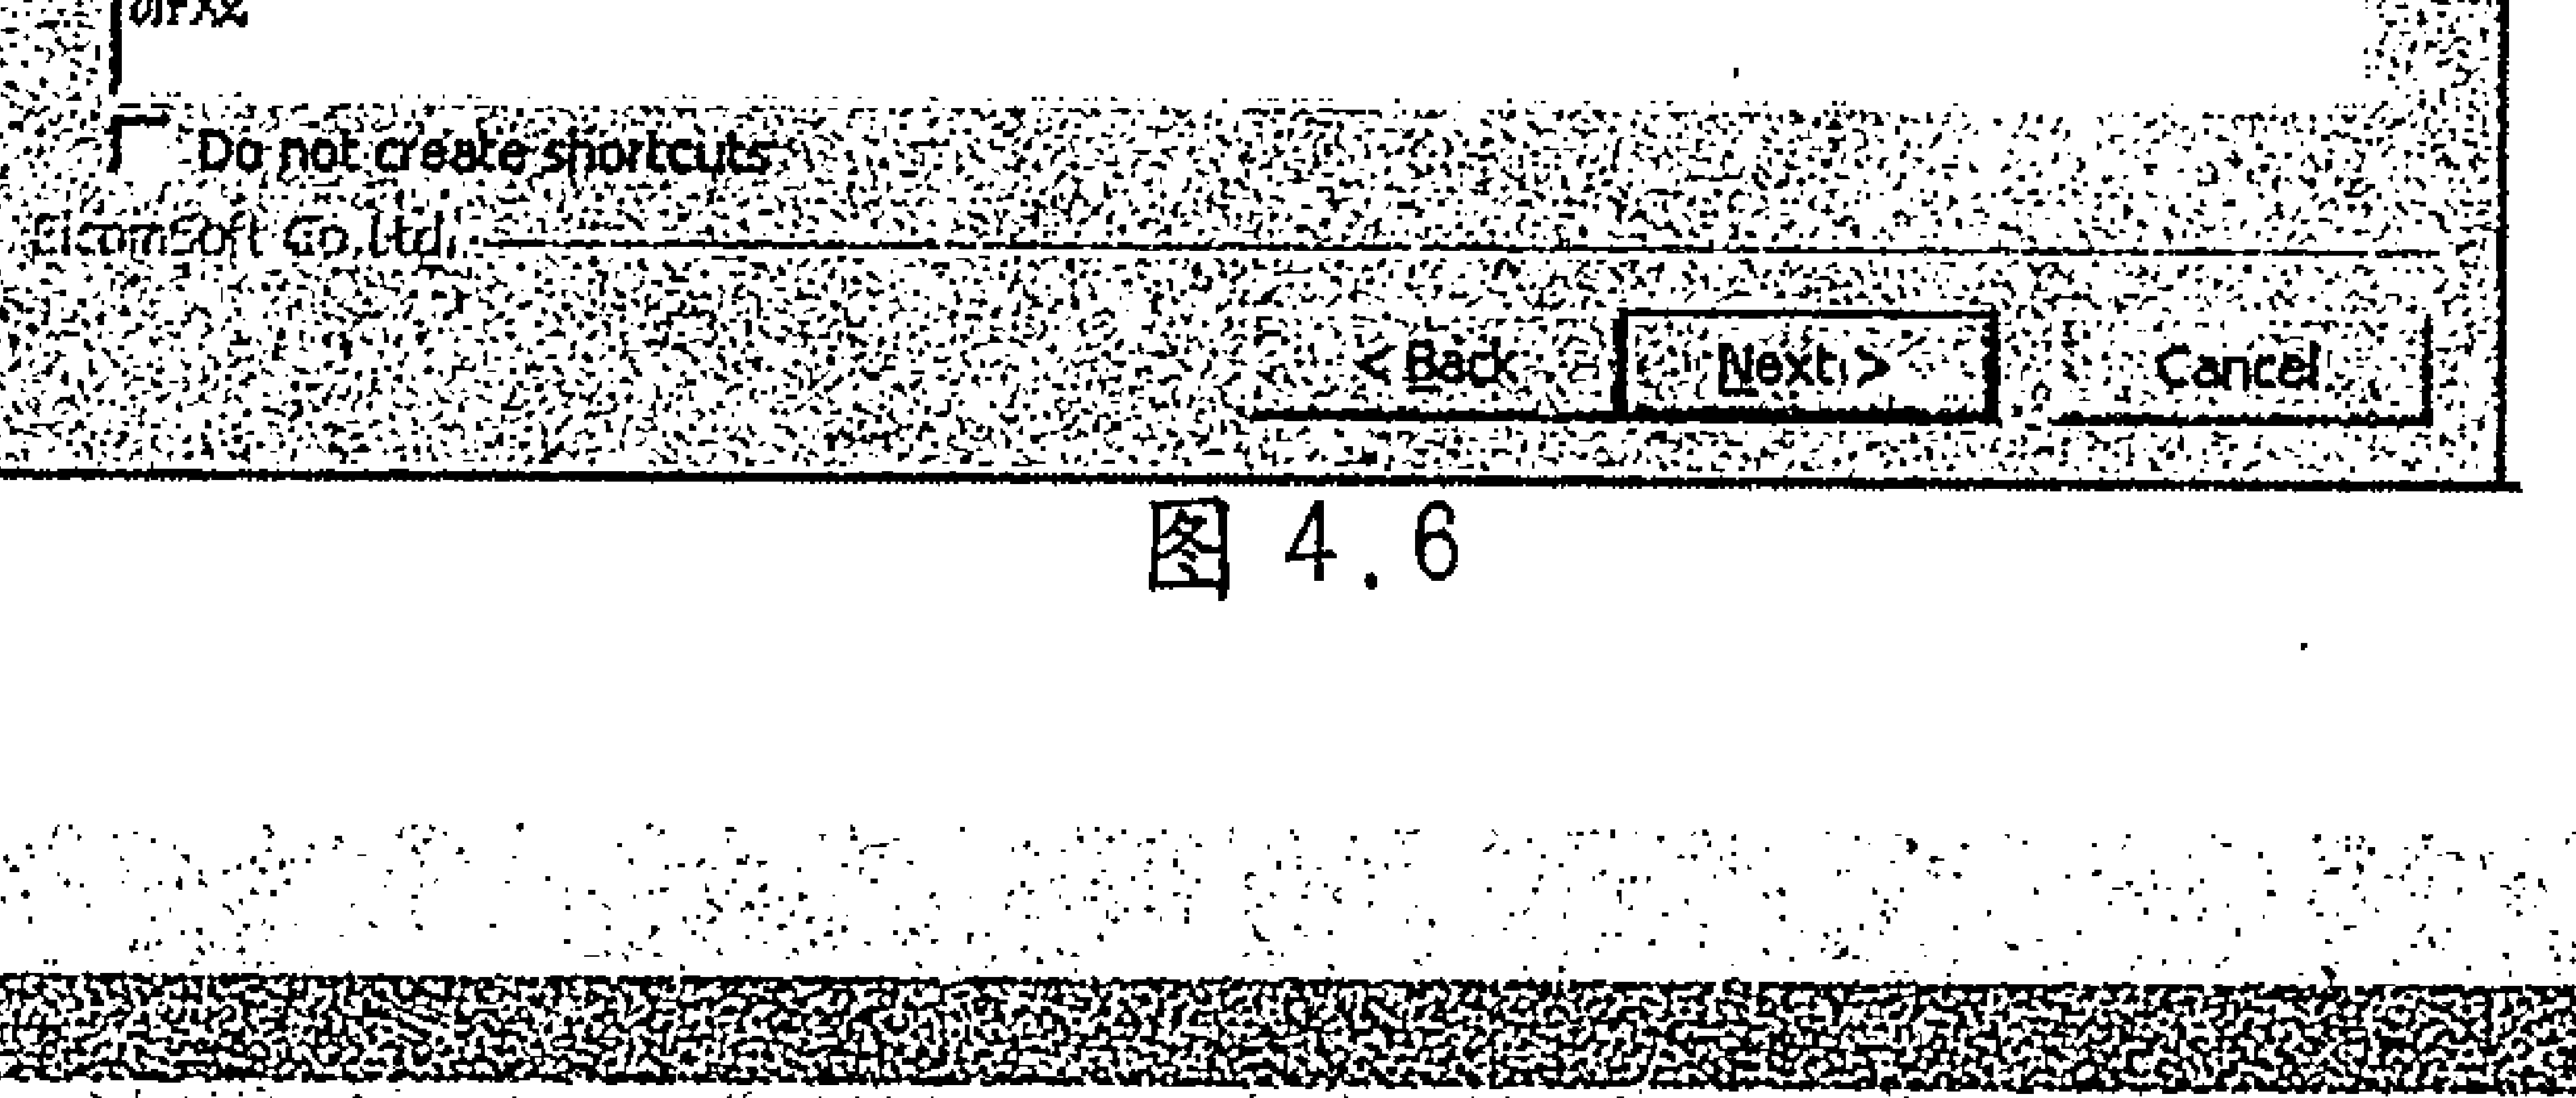 Do not create shortcuts
ElcomSoft Co.Ltd.
< Back Next > Cancel
图 4.6